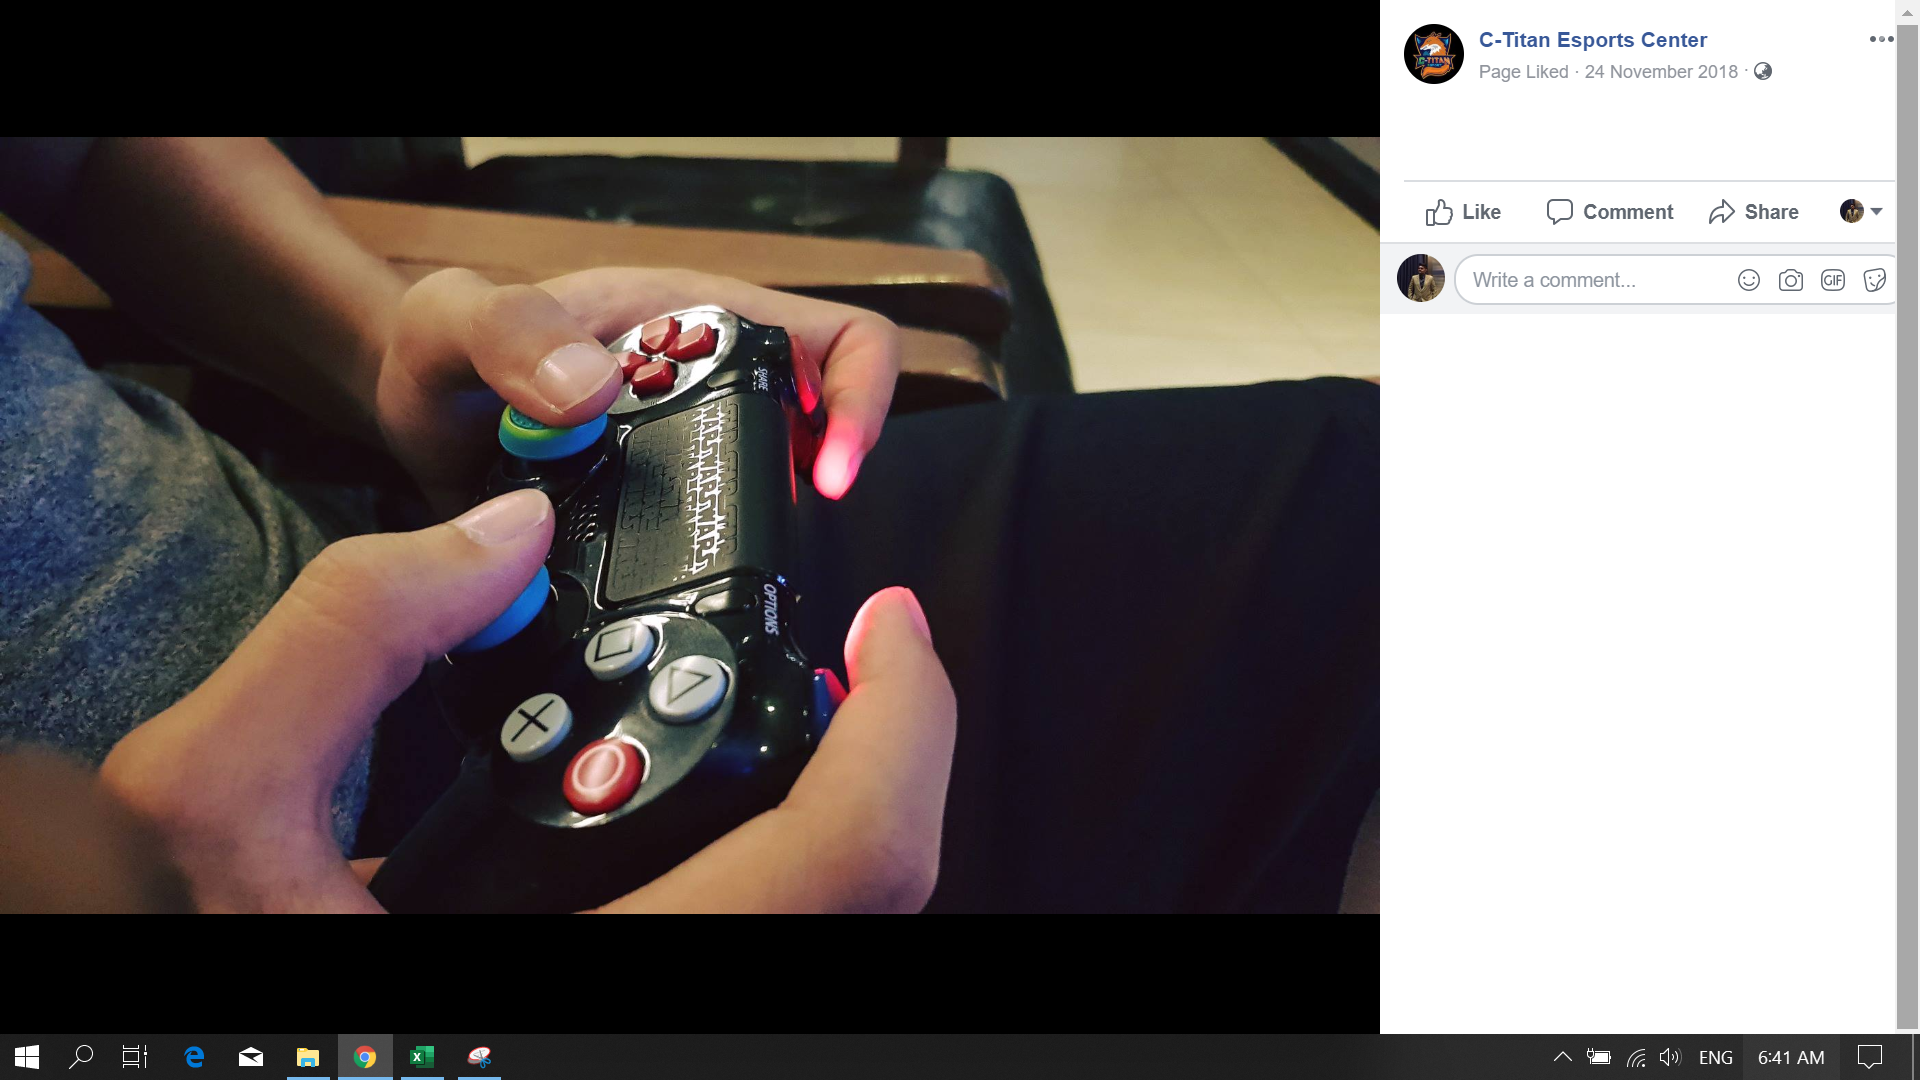 C-Titan Esports Center
Page Liked · 24 November 2018 ·
C-TITAN
Like
Comment
Share
Write a comment...
GIF
SHARE
OPTIONS
ENG
6:41 AM